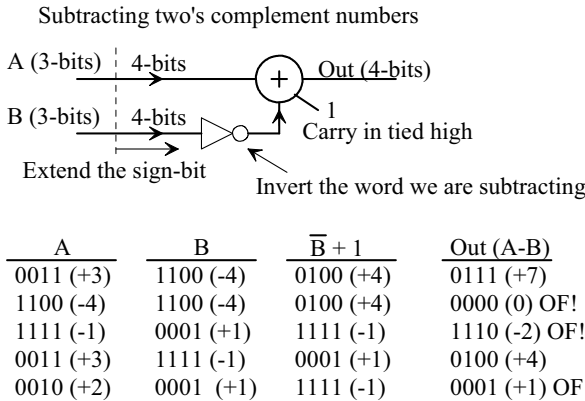 Subtracting two's complement numbers
A (3-bits) 4-bits Out (4-bits)
+
1
B (3-bits) 4-bits
Carry in tied high
Extend the sign-bit
Invert the word we are subtracting
A B B̅ + 1 Out (A-B)
0011 (+3) 1100 (-4) 0100 (+4) 0111 (+7)
1100 (-4) 1100 (-4) 0100 (+4) 0000 (0) OF!
1111 (-1) 0001 (+1) 1111 (-1) 1110 (-2) OF!
0011 (+3) 1111 (-1) 0001 (+1) 0100 (+4)
0010 (+2) 0001 (+1) 1111 (-1) 0001 (+1) OF